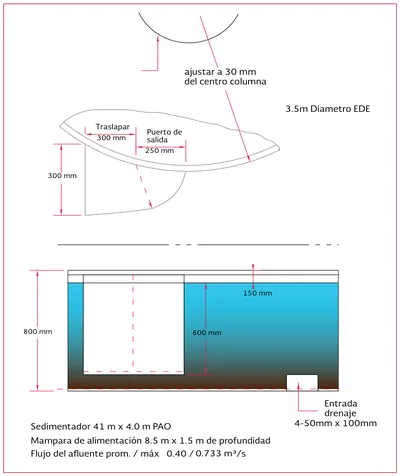 ajustar a 30 mm
del centro columna
3.5m Diametro EDE
Traslapar
300 mm
Puerto de
salida
250 mm
300 mm
150 mm
800 mm
600 mm
Entrada
drenaje
4-50mm x 100mm
Sedimentador 41 m x 4.0 m PAO
Mampara de alimentación 8.5 m x 1.5 m de profundidad
Flujo del afluente prom. / máx 0.40 / 0.733 m³/s